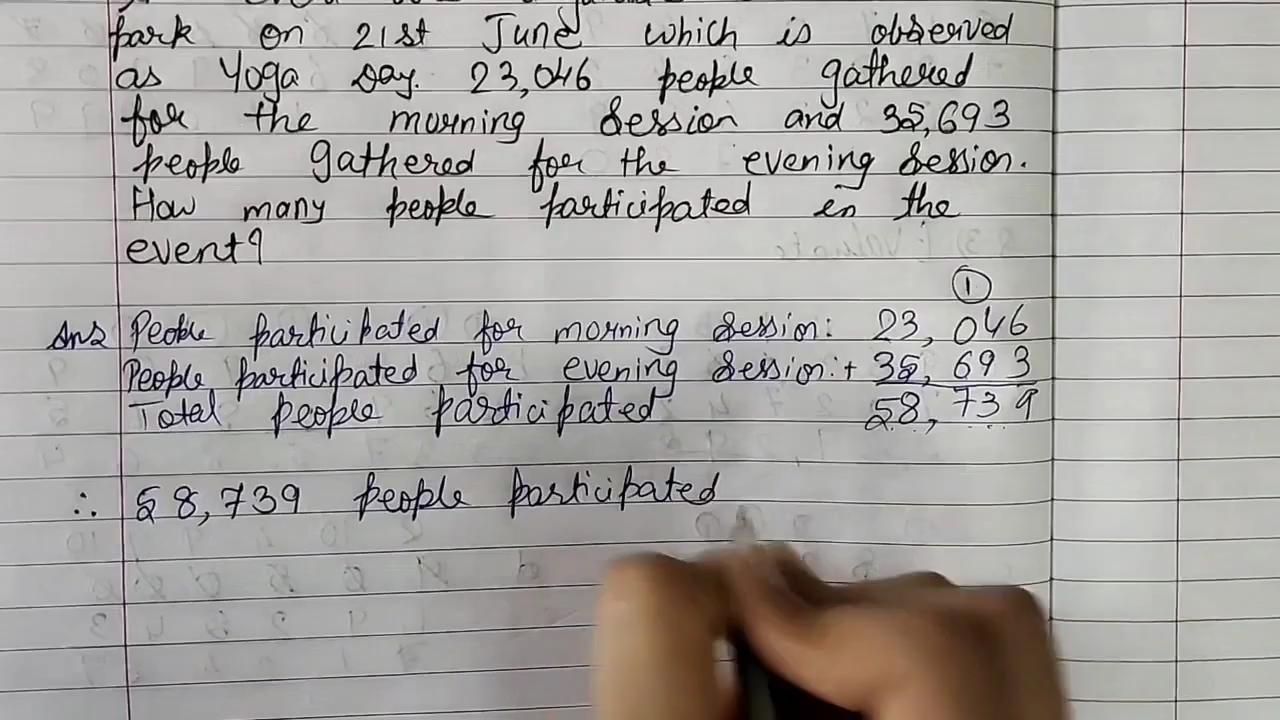 park on 21st June which is observed
as Yoga Day. 23,046 people gathered
for the morning session and 35,693
people gathered for the evening session.
How many people participated in the
event?
1
Ans People participated for morning session: 23,046
People participated for evening session: + 35,693
Total people participated 58,739
∴ 58,739 people participated